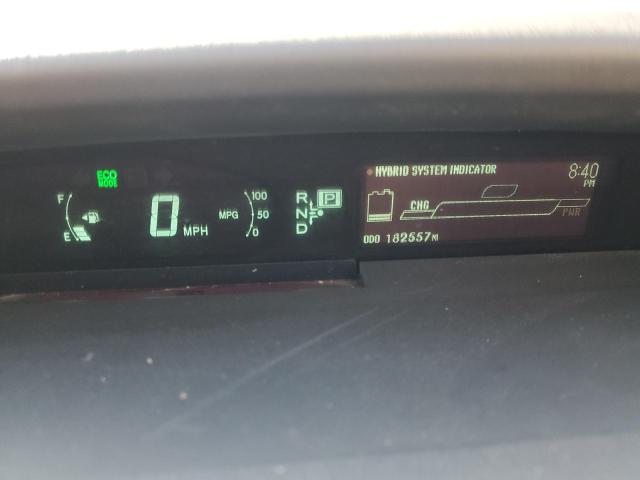 ECO
MODE
F
E
0 MPH
MPG
100
50
0
R
N
D
P
HYBRID SYSTEM INDICATOR
8:40
PM
CHG
PWR
ODO 182557MI